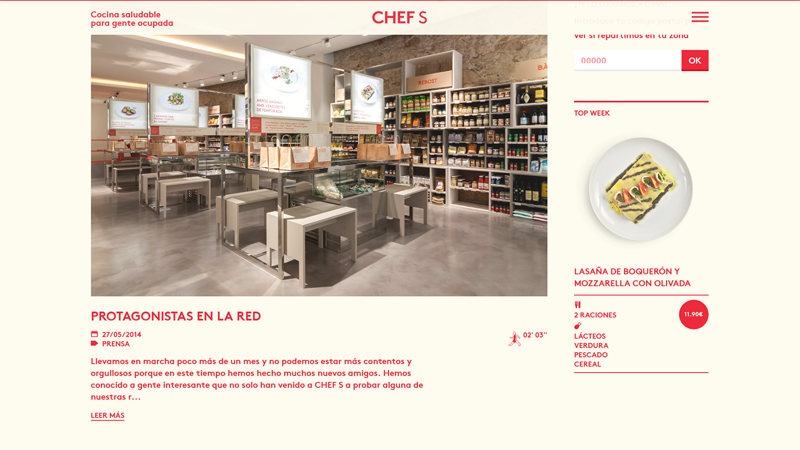 Cocina saludable
para gente ocupada
CHEF S
ver si repartimos en tu zona
00000
OK
TOP WEEK
LASAÑA DE BOQUERÓN Y
MOZZARELLA CON OLIVADA
2 RACIONES
11.90€
LÁCTEOS
VERDURA
PESCADO
CEREAL
PROTAGONISTAS EN LA RED
27/05/2014
02' 03''
PRENSA
Llevamos en marcha poco más de un mes y no podemos estar más contentos y
orgullosos porque en este tiempo hemos hecho muchos nuevos amigos. Hemos
conocido a gente interesante que no solo han venido a CHEF S a probar alguna de
nuestras r...
LEER MÁS